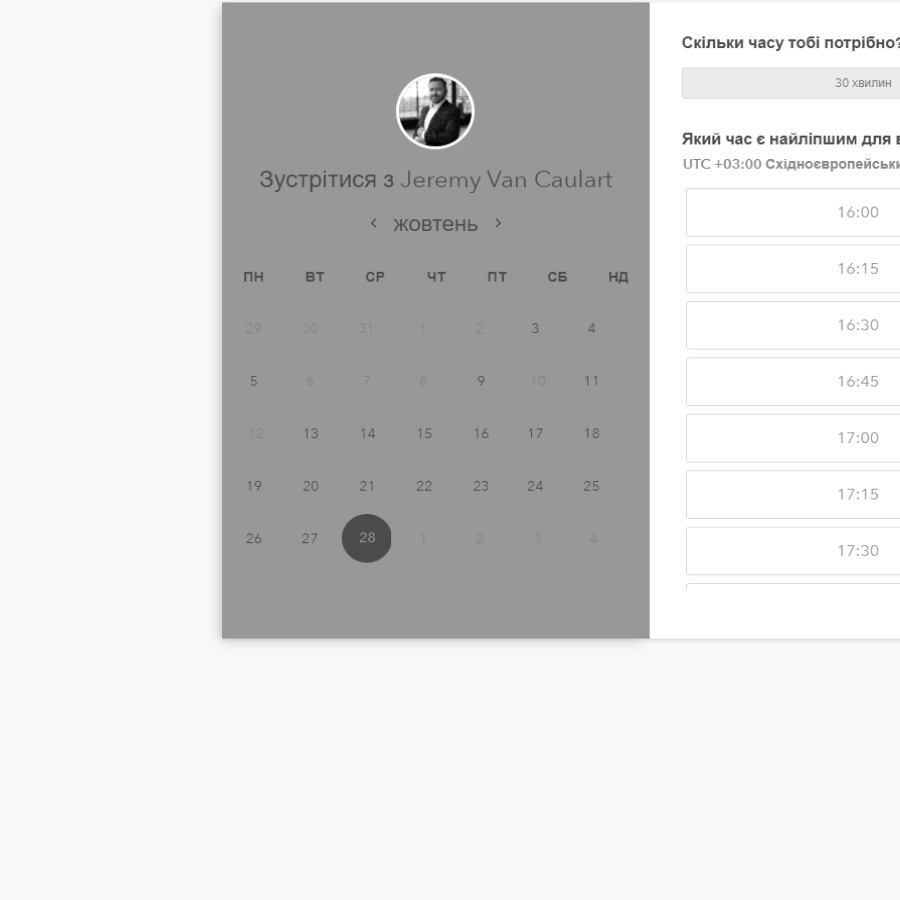 Зустрітися з Jeremy Van Caulart
жовтень
ПН ВТ СР ЧТ ПТ СБ НД
29 30 31 1 2 3 4
5 6 7 8 9 10 11
12 13 14 15 16 17 18
19 20 21 22 23 24 25
26 27 28 1 2 3 4
Скільки часу тобі потрібно?
30 хвилин
Який час є найліпшим для
UTC +03:00
16:00
16:15
16:30
16:45
17:00
17:15
17:30